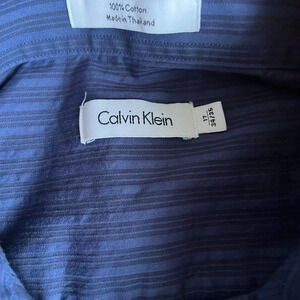 100% Cotton
Made in Thailand
Calvin Klein
34/35
17